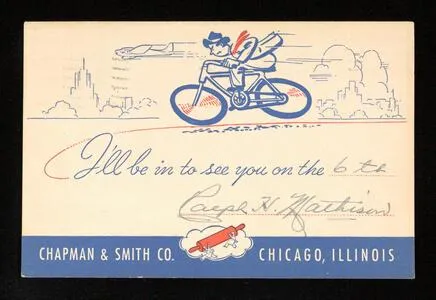 I'll be in to see you on the 6 th
Ralph H. Mathison
CHAPMAN & SMITH CO. CHICAGO, ILLINOIS